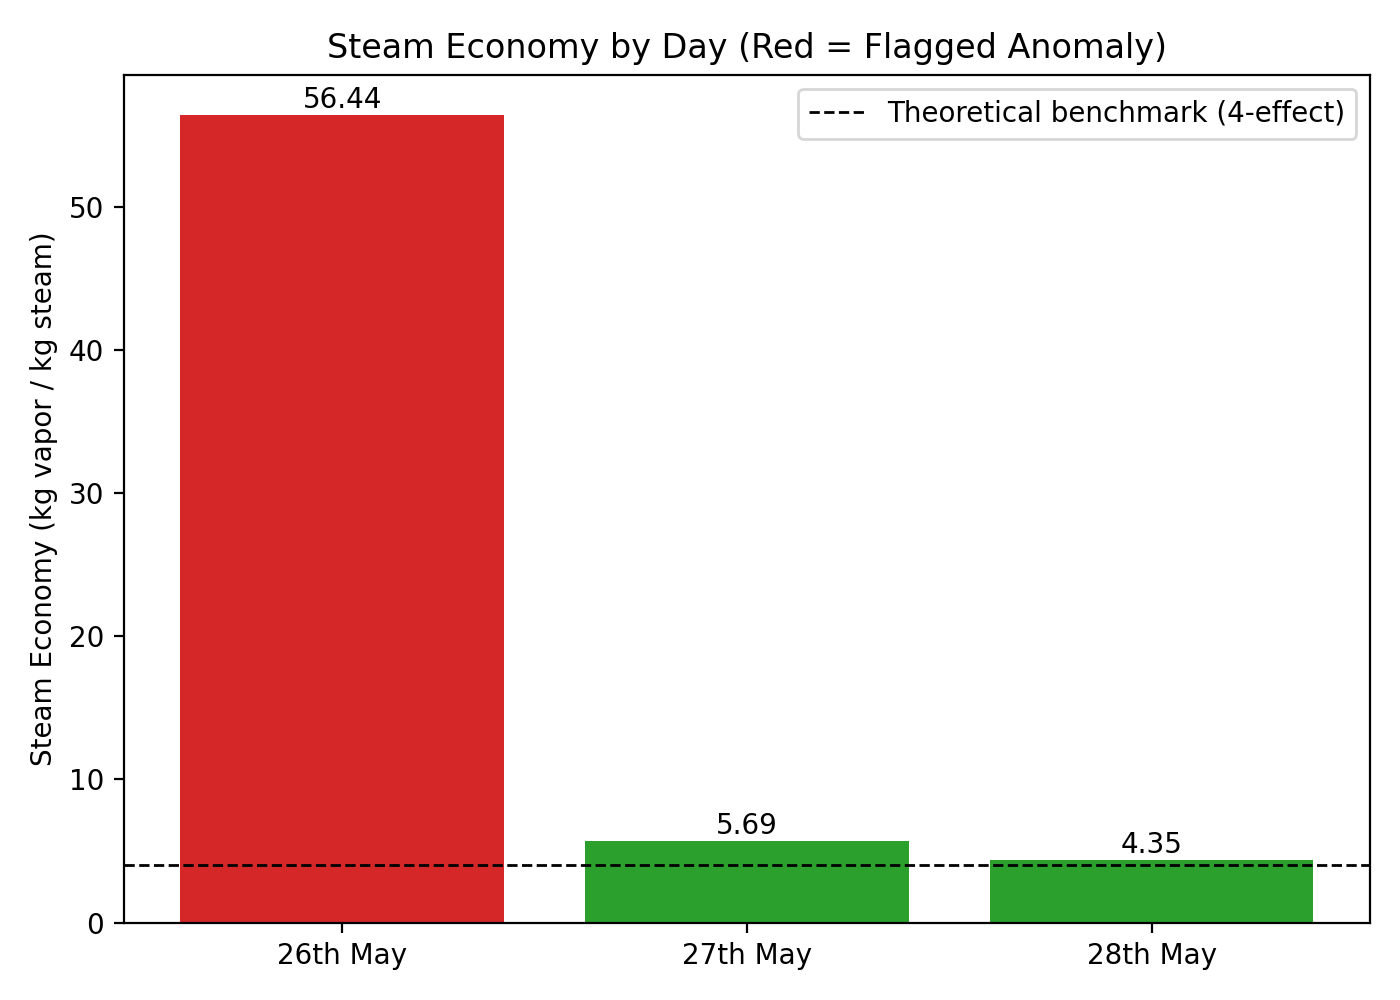 Steam Economy by Day (Red = Flagged Anomaly)
56.44
Theoretical benchmark (4-effect)
Steam Economy (kg vapor / kg steam)
50
40
30
20
10
0
5.69
4.35
26th May
27th May
28th May